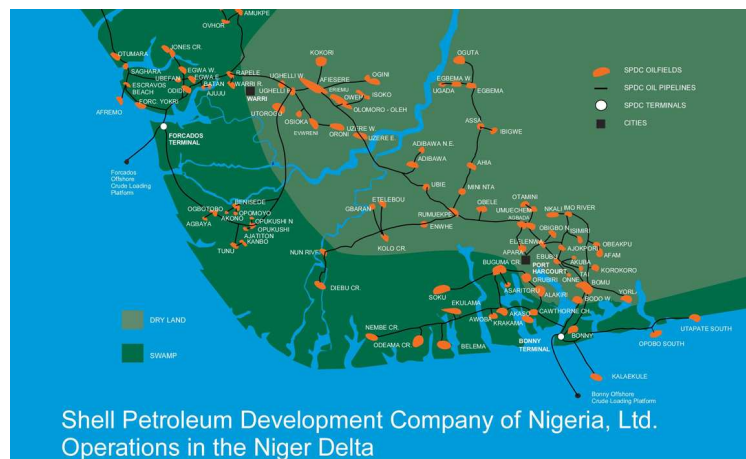 AMUKPE
OVHOR
JONES CR.
OTUMARA
SAGHARA
EGWA W.
EGWA E.
UBEFAN
BATAN
RAPELE
ESCRAVOS
BEACH
ODIDI
AJUJU
WARRI R.
FORC. YOKRI
AFREMO
WARRI
UGHELLI W.
UGHELLI E.
UTOROGU
KOKORI
AFIESERE
ERIEMU
OGINI
OWEH
ISOKO
OLOMORO - OLEH
OSIOKA
EVWRENI
ORONI
UZERE W.
UZERE E.
OGUTA
EGBEMA W.
UGADA
EGBEMA
ASSA
IBIGWE
ADIBAWA N.E.
ADIBAWA
AHIA
UBIE
MINI NTA
SPDC OILFIELDS
SPDC OIL PIPELINES
SPDC TERMINALS
CITIES
FORCADOS
TERMINAL
Forcados
Offshore
Crude Loading
Platform
BENISEDE
OGBOTOBO
OPOMOYO
AKONO
AGBAYA
OPUKUSHI N.
OPUKUSHI
AJATITON
KANBO
TUNU
ETELEBOU
GBARAN
RUMUEKPE
ENWHE
KOLO CR.
NUN RIVER
DIEBU CR.
OBELE
OTAMINI
UMUECHEM
AGBADA
NKALI
IMO RIVER
OBIGBO N.
ISIMIRI
ELELENWA
APARA
AJOKPORI
OBEAKPU
AFAM
EBUBU
AKUBA
KOROKORO
PORT
HARCOURT
TAI
ONNE
BUGUMA CR.
ORUBIRI
BOMU
ASARITORU
ALAKIRI
YORLA
BODO W.
SOKU
EKULAMA
AWOBA
AKASO
KRAKAMA
CAWTHORNE CH.
NEMBE CR.
ODEAMA CR.
BELEMA
BONNY
TERMINAL
BONNY
UTAPATE SOUTH
OPOBO SOUTH
KALAEKULE
Bonny Offshore
Crude Loading Platform
DRY LAND
SWAMP
Shell Petroleum Development Company of Nigeria, Ltd.
Operations in the Niger Delta